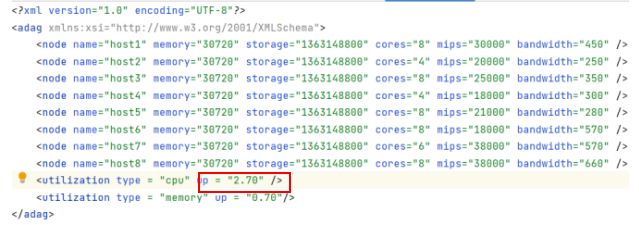 <?xml version="1.0" encoding="UTF-8"?>
<adag xmlns:xsi="http://www.w3.org/2001/XMLSchema">
<node name="host1" memory="30720" storage="1363148800" cores="8" mips="30000" bandwidth="450" />
<node name="host2" memory="30720" storage="1363148800" cores="4" mips="20000" bandwidth="250" />
<node name="host3" memory="30720" storage="1363148800" cores="8" mips="25000" bandwidth="350" />
<node name="host4" memory="30720" storage="1363148800" cores="4" mips="18000" bandwidth="300" />
<node name="host5" memory="30720" storage="1363148800" cores="8" mips="21000" bandwidth="280" />
<node name="host6" memory="30720" storage="1363148800" cores="8" mips="18000" bandwidth="570" />
<node name="host7" memory="30720" storage="1363148800" cores="6" mips="38000" bandwidth="570" />
<node name="host8" memory="30720" storage="1363148800" cores="8" mips="38000" bandwidth="660" />
<utilization type = "cpu" up = "2.70" />
<utilization type = "memory" up = "0.70"/>
</adag>